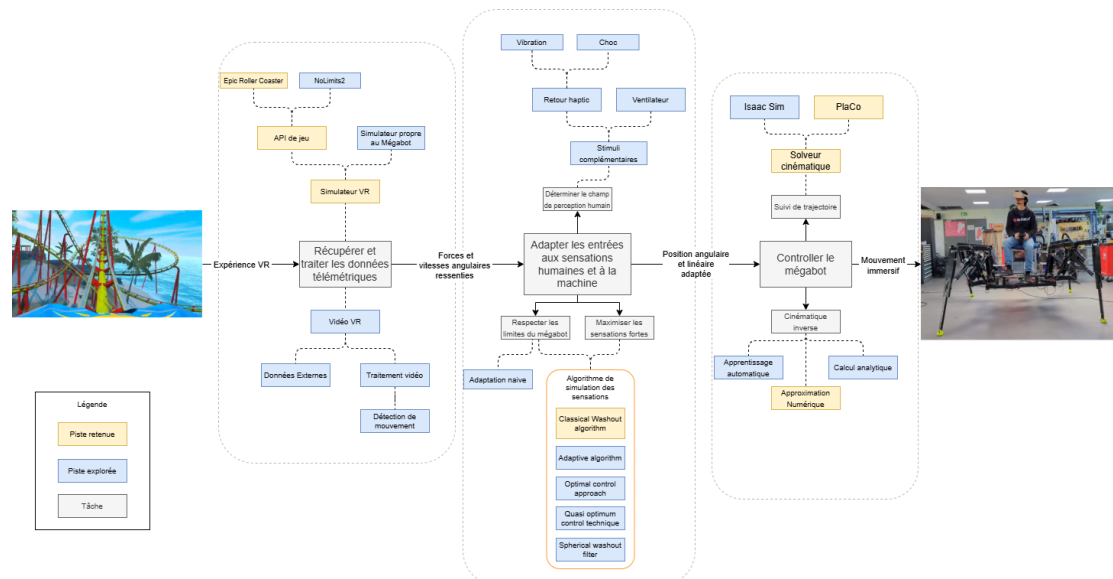 Epic Roller Coaster
NoLimits2
API de jeu
Simulateur propre
au Mégabot
Simulateur VR
Expérience VR
Récupérer et
traiter les données
télémétriques
Vidéo VR
Données Externes
Traitement vidéo
Détection de
mouvement
Forces et
vitesses angulaires
ressenties
Vibration
Choc
Retour haptic
Ventilateur
Stimuli
complémentaires
Déterminer le champ
de perception humain
Adapter les entrées
aux sensations
humaines et à la
machine
Respecter les
limites du mégabot
Maximiser les
sensations fortes
Adaptation naive
Algorithme de
simulation des
sensations
Classical Washout
algorithm
Adaptive algorithm
Optimal control
approach
Quasi optimum
control technique
Spherical washout
filter
Position angulaire
et linéaire
adaptée
Isaac Sim
PlaCo
Solveur
cinématique
Suivi de trajectoire
Controller le
mégabot
Cinématique
inverse
Apprentissage
automatique
Calcul analytique
Approximation
Numérique
Mouvement
immersif
Légende
Piste retenue
Piste explorée
Tâche